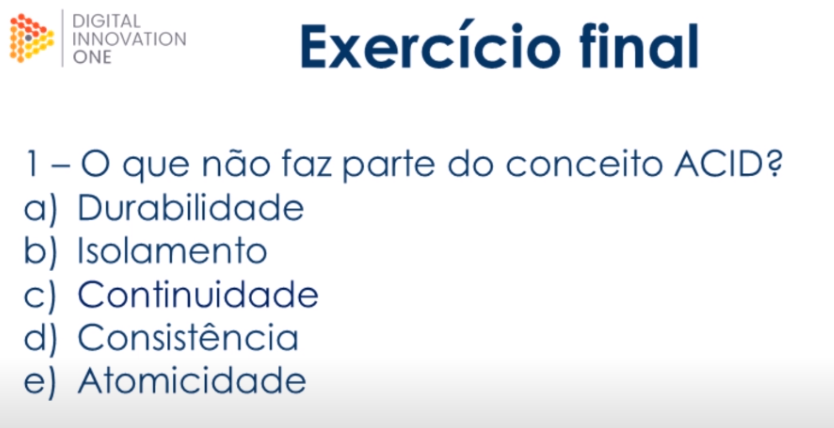 DIGITAL
INNOVATION
ONE
Exercício final
1 – O que não faz parte do conceito ACID?
a) Durabilidade
b) Isolamento
c) Continuidade
d) Consistência
e) Atomicidade